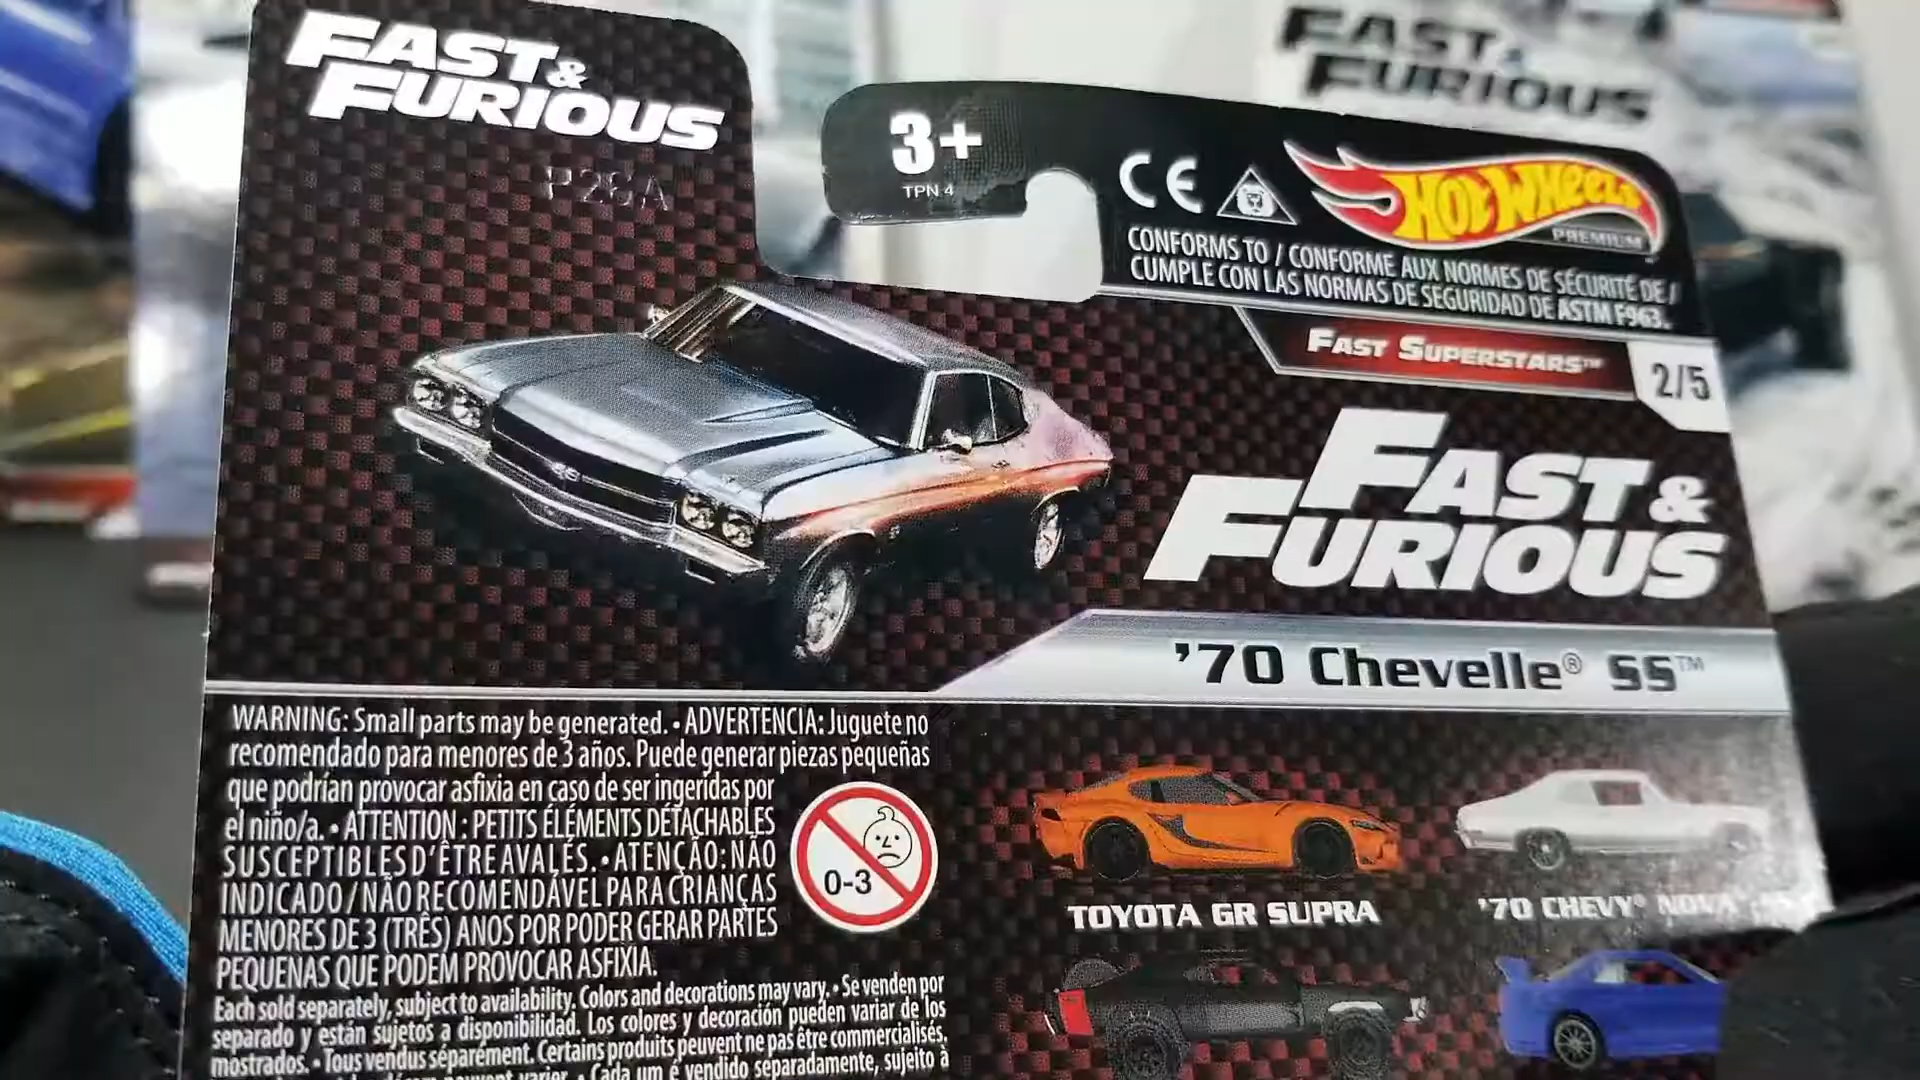 FAST &
FURIOUS
P26A
3+
TPN 4
CE
HOT WHEELS
PREMIUM
CONFORMS TO / CONFORME AUX NORMES DE SÉCURITÉ DE /
CUMPLE CON LAS NORMAS DE SEGURIDAD DE ASTM F963.
FAST SUPERSTARS™
2/5
FAST &
FURIOUS
'70 Chevelle® SS™
WARNING: Small parts may be generated. • ADVERTENCIA: Juguete no
recomendado para menores de 3 años. Puede generar piezas pequeñas
que podrían provocar asfixia en caso de ser ingeridas por
el niño/a. • ATTENTION : PETITS ÉLÉMENTS DÉTACHABLES
SUSCEPTIBLES D'ÊTRE AVALÉS. • ATENÇÃO: NÃO
INDICADO / NÃO RECOMENDÁVEL PARA CRIANÇAS
MENORES DE 3 (TRÊS) ANOS POR PODER GERAR PARTES
PEQUENAS QUE PODEM PROVOCAR ASFIXIA.
0-3
Each sold separately, subject to availability. Colors and decorations may vary. • Se venden por
separado y están sujetos a disponibilidad. Los colores y decoración pueden variar de los
mostrados. • Tous vendus séparément. Certains produits peuvent ne pas être commercialisés.
varier. • Cada um é vendido separadamente, sujeito à
TOYOTA GR SUPRA
'70 CHEVY® NOVA
FAST &
FURIOUS